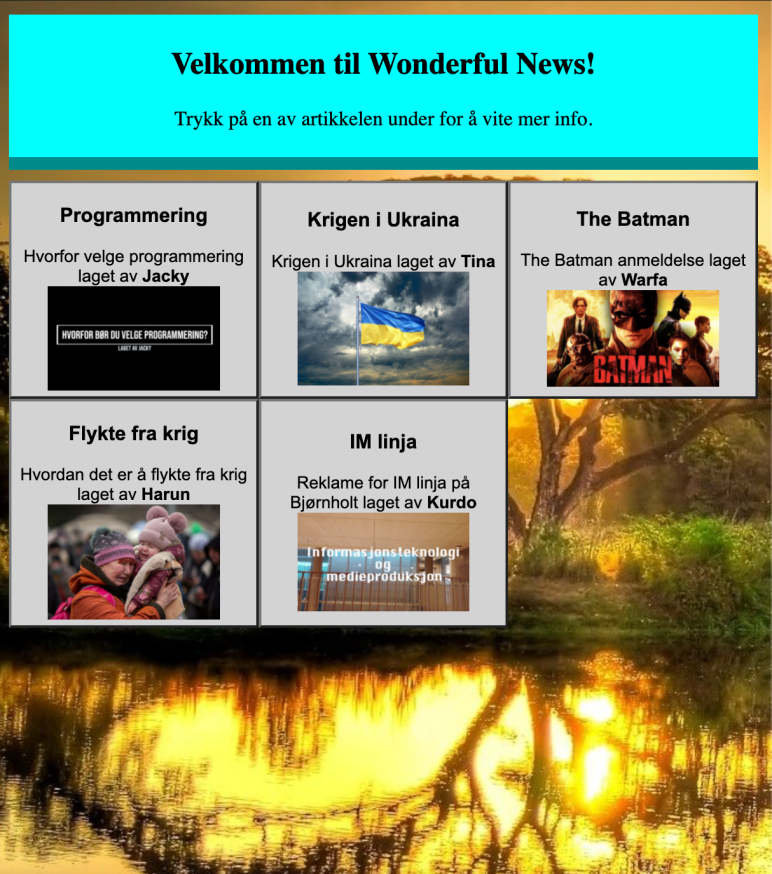 Velkommen til Wonderful News!
Trykk på en av artikkelen under for å vite mer info.
Programmering
Hvorfor velge programmering
laget av Jacky
HVORFOR BØR DU VELGE PROGRAMMERING?
LAGET AV JACKY
Krigen i Ukraina
Krigen i Ukraina laget av Tina
The Batman
The Batman anmeldelse laget
av Warfa
BATMAN
Flykte fra krig
Hvordan det er å flykte fra krig
laget av Harun
IM linja
Reklame for IM linja på
Bjørnholt laget av Kurdo
Informasjonsteknologi
og
medieproduksjon